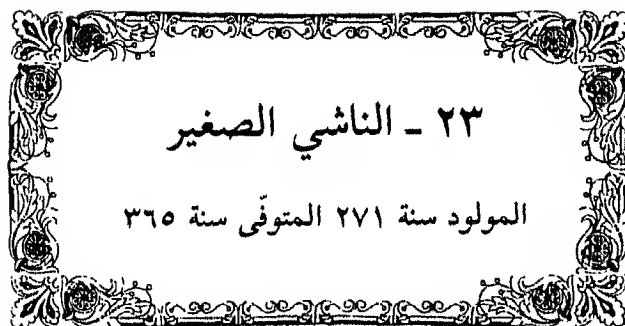 ٢٣ - الناشي الصغير
المولود سنة ٢٧١ المتوفّى سنة ٣٦٥